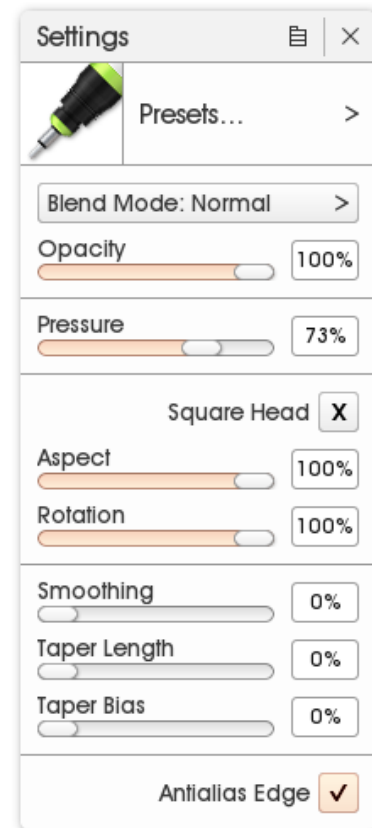 Settings
Presets... >
Blend Mode: Normal >
Opacity 100%
Pressure 73%
Square Head X
Aspect 100%
Rotation 100%
Smoothing 0%
Taper Length 0%
Taper Bias 0%
Antialias Edge